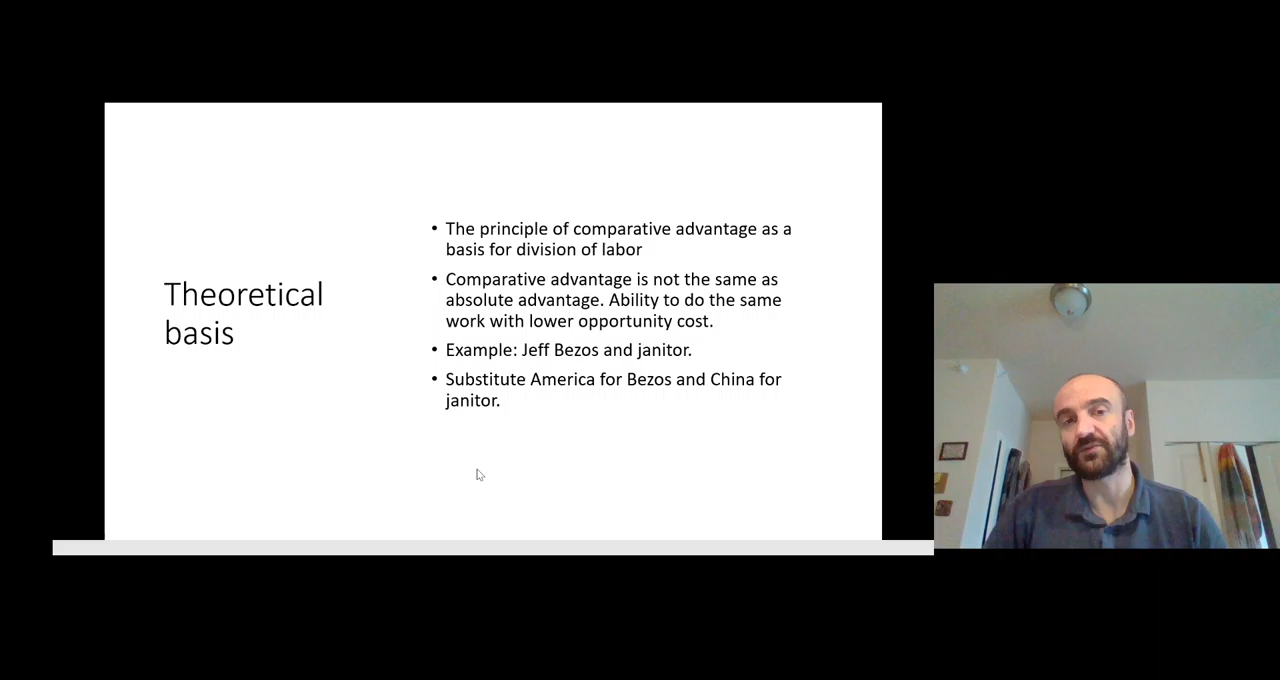 Theoretical
basis
• The principle of comparative advantage as a
basis for division of labor
• Comparative advantage is not the same as
absolute advantage. Ability to do the same
work with lower opportunity cost.
• Example: Jeff Bezos and janitor.
• Substitute America for Bezos and China for
janitor.